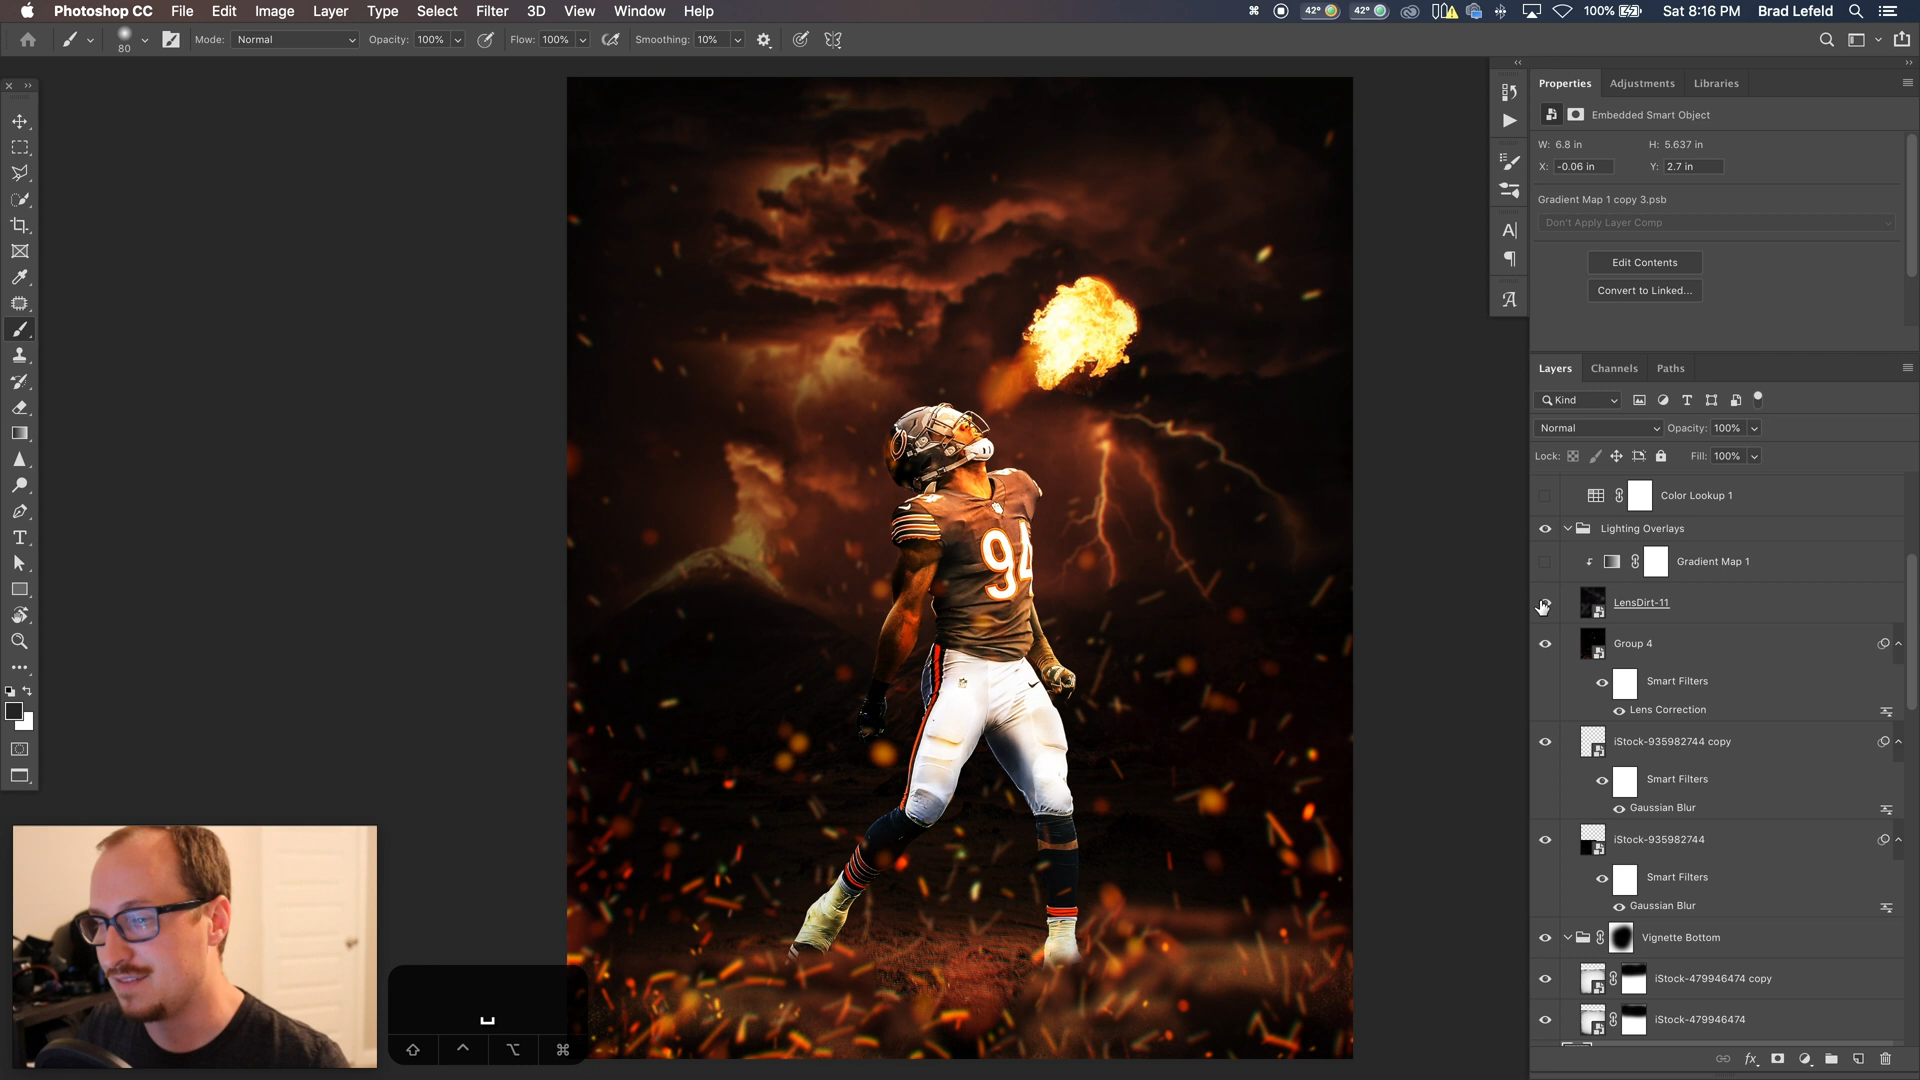 Photoshop CC File Edit Image Layer Type Select Filter 3D View Window Help
42° 42° 100% Sat 8:16 PM Brad Lefeld
80 Mode: Normal Opacity: 100% Flow: 100% Smoothing: 10%
Properties Adjustments Libraries
Embedded Smart Object
W: 6.8 in H: 5.637 in
X: -0.06 in Y: 2.7 in
Gradient Map 1 copy 3.psb
Don't Apply Layer Comp
Edit Contents
Convert to Linked...
Layers Channels Paths
Kind
Normal Opacity: 100%
Lock: Fill: 100%
Color Lookup 1
Lighting Overlays
Gradient Map 1
LensDirt-11
Group 4
Smart Filters
Lens Correction
iStock-935982744 copy
Smart Filters
Gaussian Blur
iStock-935982744
Smart Filters
Gaussian Blur
Vignette Bottom
iStock-479946474 copy
iStock-479946474
94